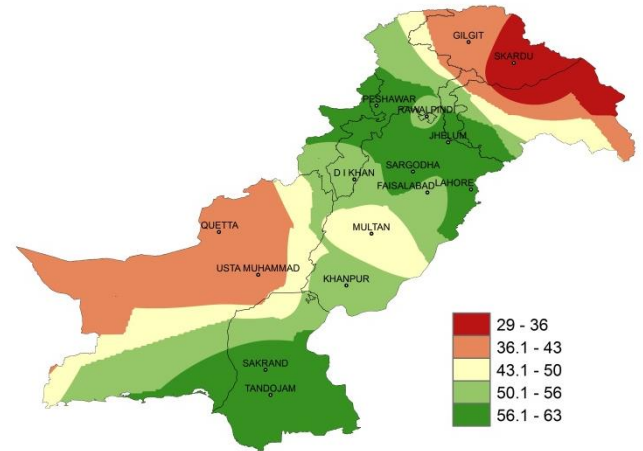 GILGIT
SKARDU
PESHAWAR
RAWALPINDI
JHBLUM
SARGODHA
D I KHAN
FAISALABAD
LAHORE
QUETTA
MULTAN
USTA MUHAMMAD
KHANPUR
SAKRAND
TANDOJAM
29 - 36
36.1 - 43
43.1 - 50
50.1 - 56
56.1 - 63